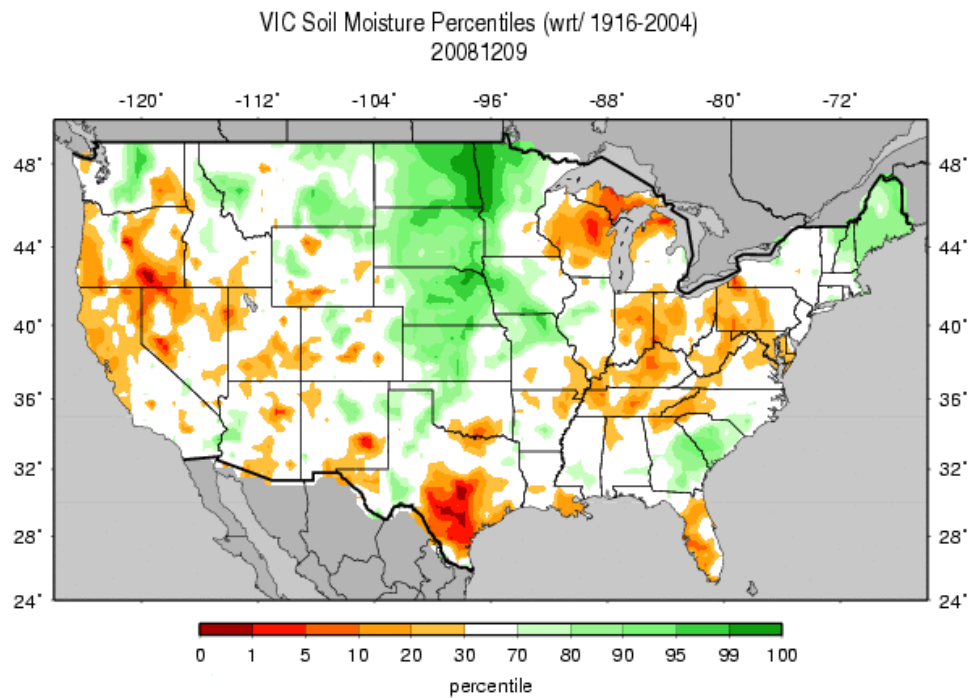 VIC Soil Moisture Percentiles (wrt/ 1916-2004)
20081209
-120˚ -112˚ -104˚ -96˚ -88˚ -80˚ -72˚
48˚ 48˚
44˚ 44˚
40˚ 40˚
36˚ 36˚
32˚ 32˚
28˚ 28˚
24˚ 24˚
0 1 5 10 20 30 70 80 90 95 99 100
percentile